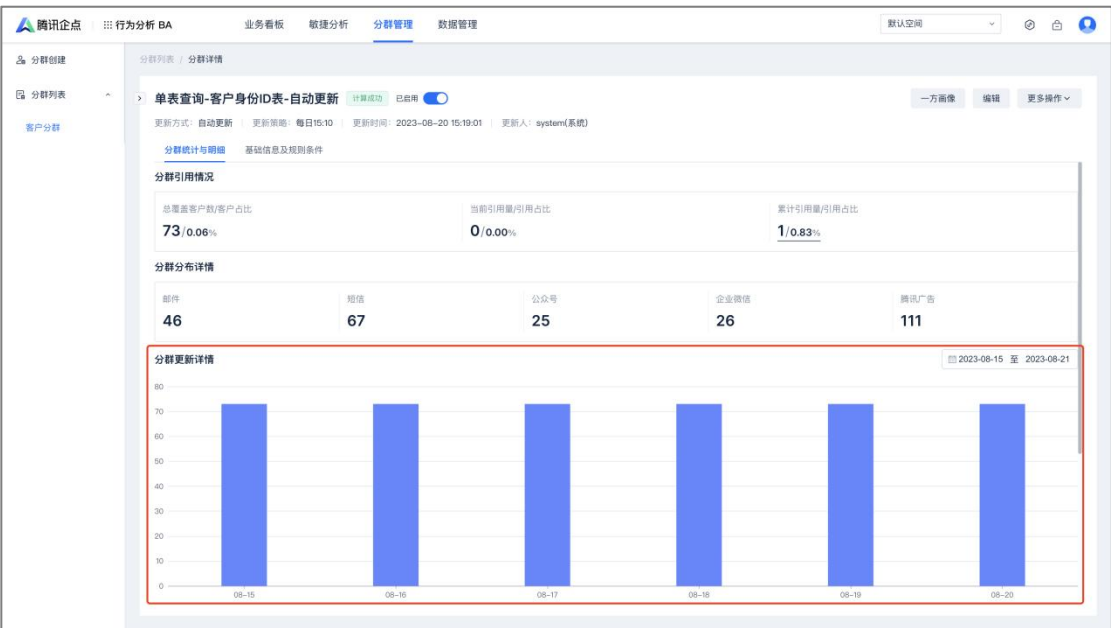 腾讯企点 行为分析 BA 业务看板 敏捷分析 分群管理 数据管理 默认空间
分群创建
分群列表
客户分群
分群列表 / 分群详情
单表查询-客户身份ID表-自动更新 计算成功 已启用 一方画像 编辑 更多操作
更新方式: 自动更新 更新策略: 每日15:10 更新时间: 2023-08-20 15:19:01 更新人: system(系统)
分群统计与明细 基础信息及规则条件
分群引用情况
总覆盖客户数/客户占比 当前引用量/引用占比 累计引用量/引用占比
73/0.06% 0/0.00% 1/0.83%
分群分布详情
邮件 短信 公众号 企业微信 腾讯广告
46 67 25 26 111
分群更新详情 2023-08-15 至 2023-08-21
80
70
60
50
40
30
20
10
0
08-15 08-16 08-17 08-18 08-19 08-20